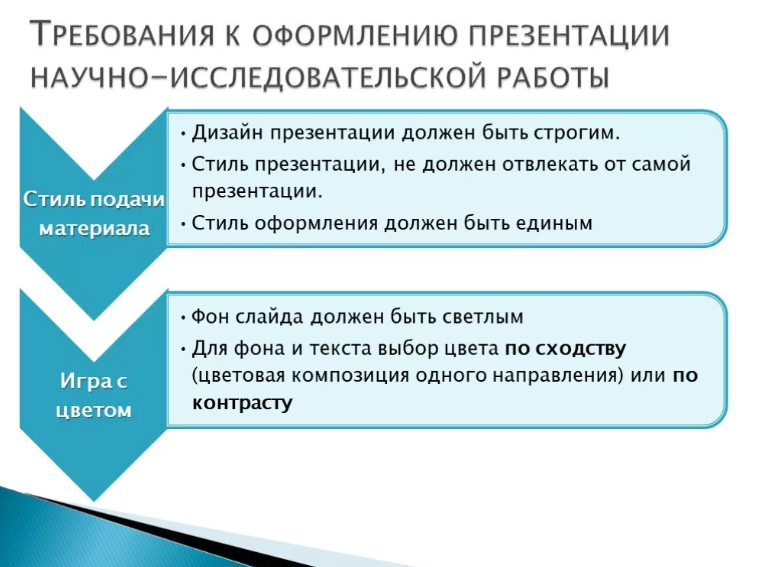 Требования к оформлению презентации
научно-исследовательской работы
Стиль подачи
материала
• Дизайн презентации должен быть строгим.
• Стиль презентации, не должен отвлекать от самой
презентации.
• Стиль оформления должен быть единым
Игра с
цветом
• Фон слайда должен быть светлым
• Для фона и текста выбор цвета по сходству
(цветовая композиция одного направления) или по
контрасту